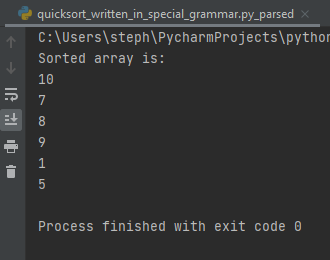 quicksort_written_in_special_grammar.py_parsed
C:\Users\steph\PycharmProjects\python
Sorted array is:
10
7
8
9
1
5
Process finished with exit code 0